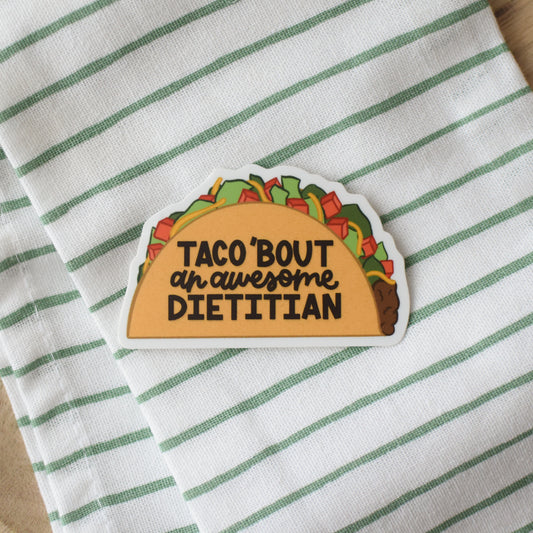 TACO 'BOUT
an awesome
DIETITIAN